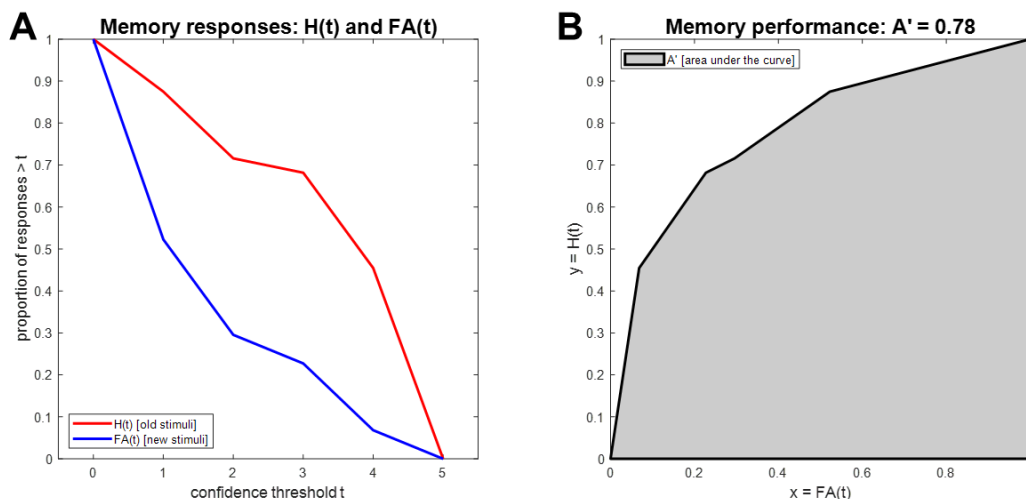 A
Memory responses: H(t) and FA(t)
1
0.9
0.8
0.7
0.6
0.5
0.4
0.3
0.2
0.1
0
proportion of responses > t
H(t) [old stimuli]
FA(t) [new stimuli]
0 1 2 3 4 5
confidence threshold t
B
Memory performance: A' = 0.78
A' [area under the curve]
1
0.9
0.8
0.7
0.6
0.5
0.4
0.3
0.2
0.1
0
y = H(t)
0 0.2 0.4 0.6 0.8
x = FA(t)